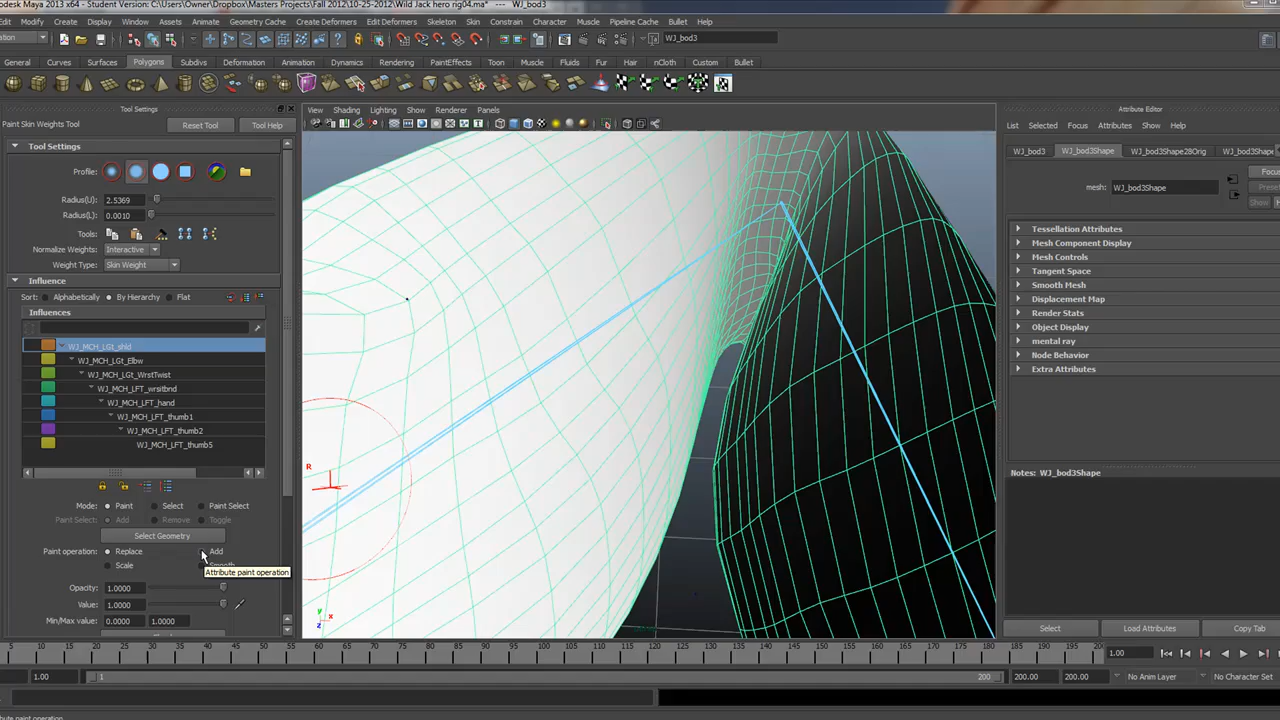 odesk Maya 2013 x64 - Student Version: C:\Users\Owner\Dropbox\Masters Projects\Fall 2012\10-25-2012\Wild Jack hero rig04.ma* --- WJ_bod3
Edit Modify Create Display Window Assets Animate Geometry Cache Create Deformers Edit Deformers Skeleton Skin Constrain Character Muscle Pipeline Cache Bullet Help
ation WJ_bod3
General Curves Surfaces Polygons Subdivs Deformation Animation Dynamics Rendering PaintEffects Toon Muscle Fluids Fur Hair nCloth Custom Bullet
Tool Settings
Paint Skin Weights Tool Reset Tool Tool Help
Tool Settings
Profile:
Radius(U): 2.5369
Radius(L): 0.0010
Tools:
Normalize Weights: Interactive
Weight Type: Skin Weight
Influence
Sort: Alphabetically By Hierarchy Flat
Influences
WJ_MCH_LGt_shld
WJ_MCH_LGt_Elbw
WJ_MCH_LGt_WrstTwist
WJ_MCH_LFT_wrsitbnd
WJ_MCH_LFT_hand
WJ_MCH_LFT_thumb1
WJ_MCH_LFT_thumb2
WJ_MCH_LFT_thumb5
Mode: Paint Select Paint Select
Paint Select: Add Remove Toggle
Select Geometry
Paint operation: Replace Add
Scale Smooth
Attribute paint operation
Opacity: 1.0000
Value: 1.0000
Min/Max value: 0.0000 1.0000
View Shading Lighting Show Renderer Panels
R
y x
z
Attribute Editor
List Selected Focus Attributes Show Help
WJ_bod3 WJ_bod3Shape WJ_bod3Shape28Orig WJ_bod3Shape
Focus
mesh: WJ_bod3Shape Preset
Show Hi
Tessellation Attributes
Mesh Component Display
Mesh Controls
Tangent Space
Smooth Mesh
Displacement Map
Render Stats
Object Display
mental ray
Node Behavior
Extra Attributes
Notes: WJ_bod3Shape
Select Load Attributes Copy Tab
5 10 15 20 25 30 35 40 45 50 55 60 65 70 75 80 85 90 95 100 105 110 115 120 125 130 135 140 145 150 155 160 165 170 175 180 185 190 195 200 1.00
1.00 1 200 200.00 200.00 No Anim Layer No Character Set
bute paint operation